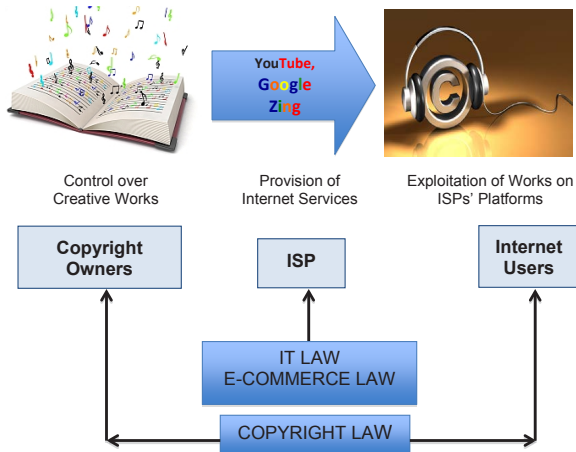 YouTube,
Google
Zing
C
Control over
Creative Works
Provision of
Internet Services
Exploitation of Works on
ISPs' Platforms
Copyright
Owners
ISP
Internet
Users
IT LAW
E-COMMERCE LAW
COPYRIGHT LAW